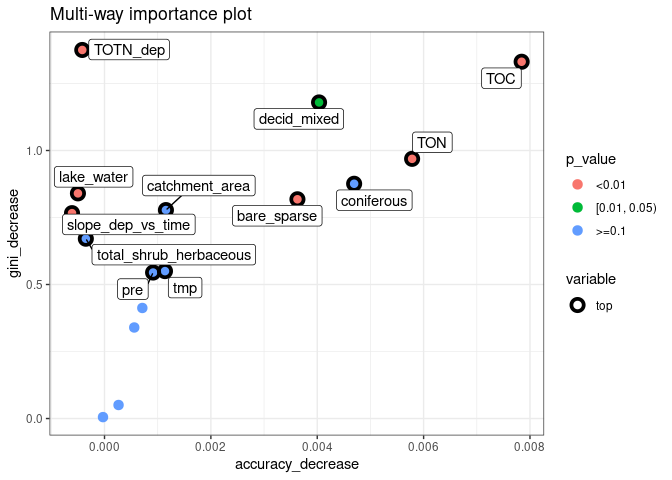 Multi-way importance plot
TOTN_dep
TOC
decid_mixed
TON
lake_water
catchment_area
coniferous
bare_sparse
slope_dep_vs_time
total_shrub_herbaceous
pre
tmp
1.0
0.5
0.0
gini_decrease
0.000
0.002
0.004
0.006
0.008
accuracy_decrease
p_value
<0.01
[0.01, 0.05)
>=0.1
variable
top